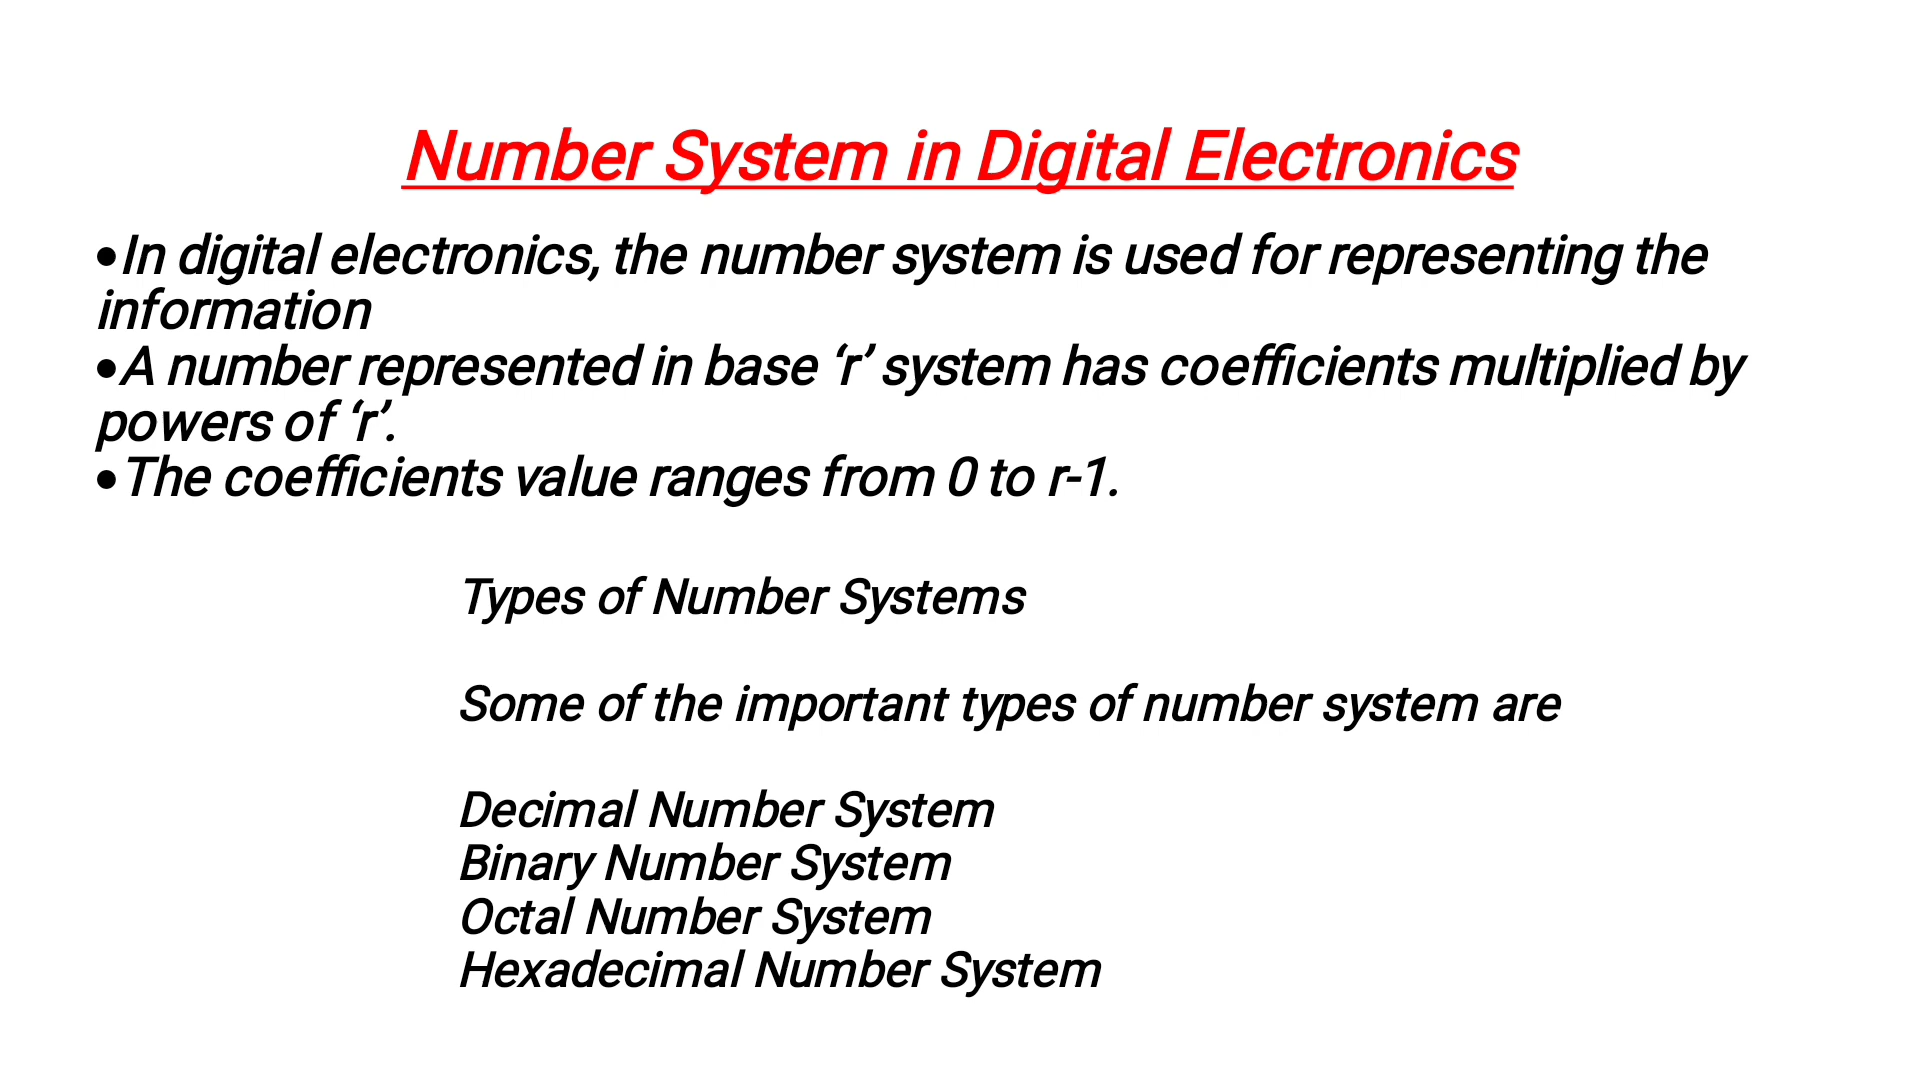 Number System in Digital Electronics
•In digital electronics, the number system is used for representing the
information
•A number represented in base ‘r’ system has coefficients multiplied by
powers of ‘r’.
•The coefficients value ranges from 0 to r-1.
Types of Number Systems
Some of the important types of number system are
Decimal Number System
Binary Number System
Octal Number System
Hexadecimal Number System